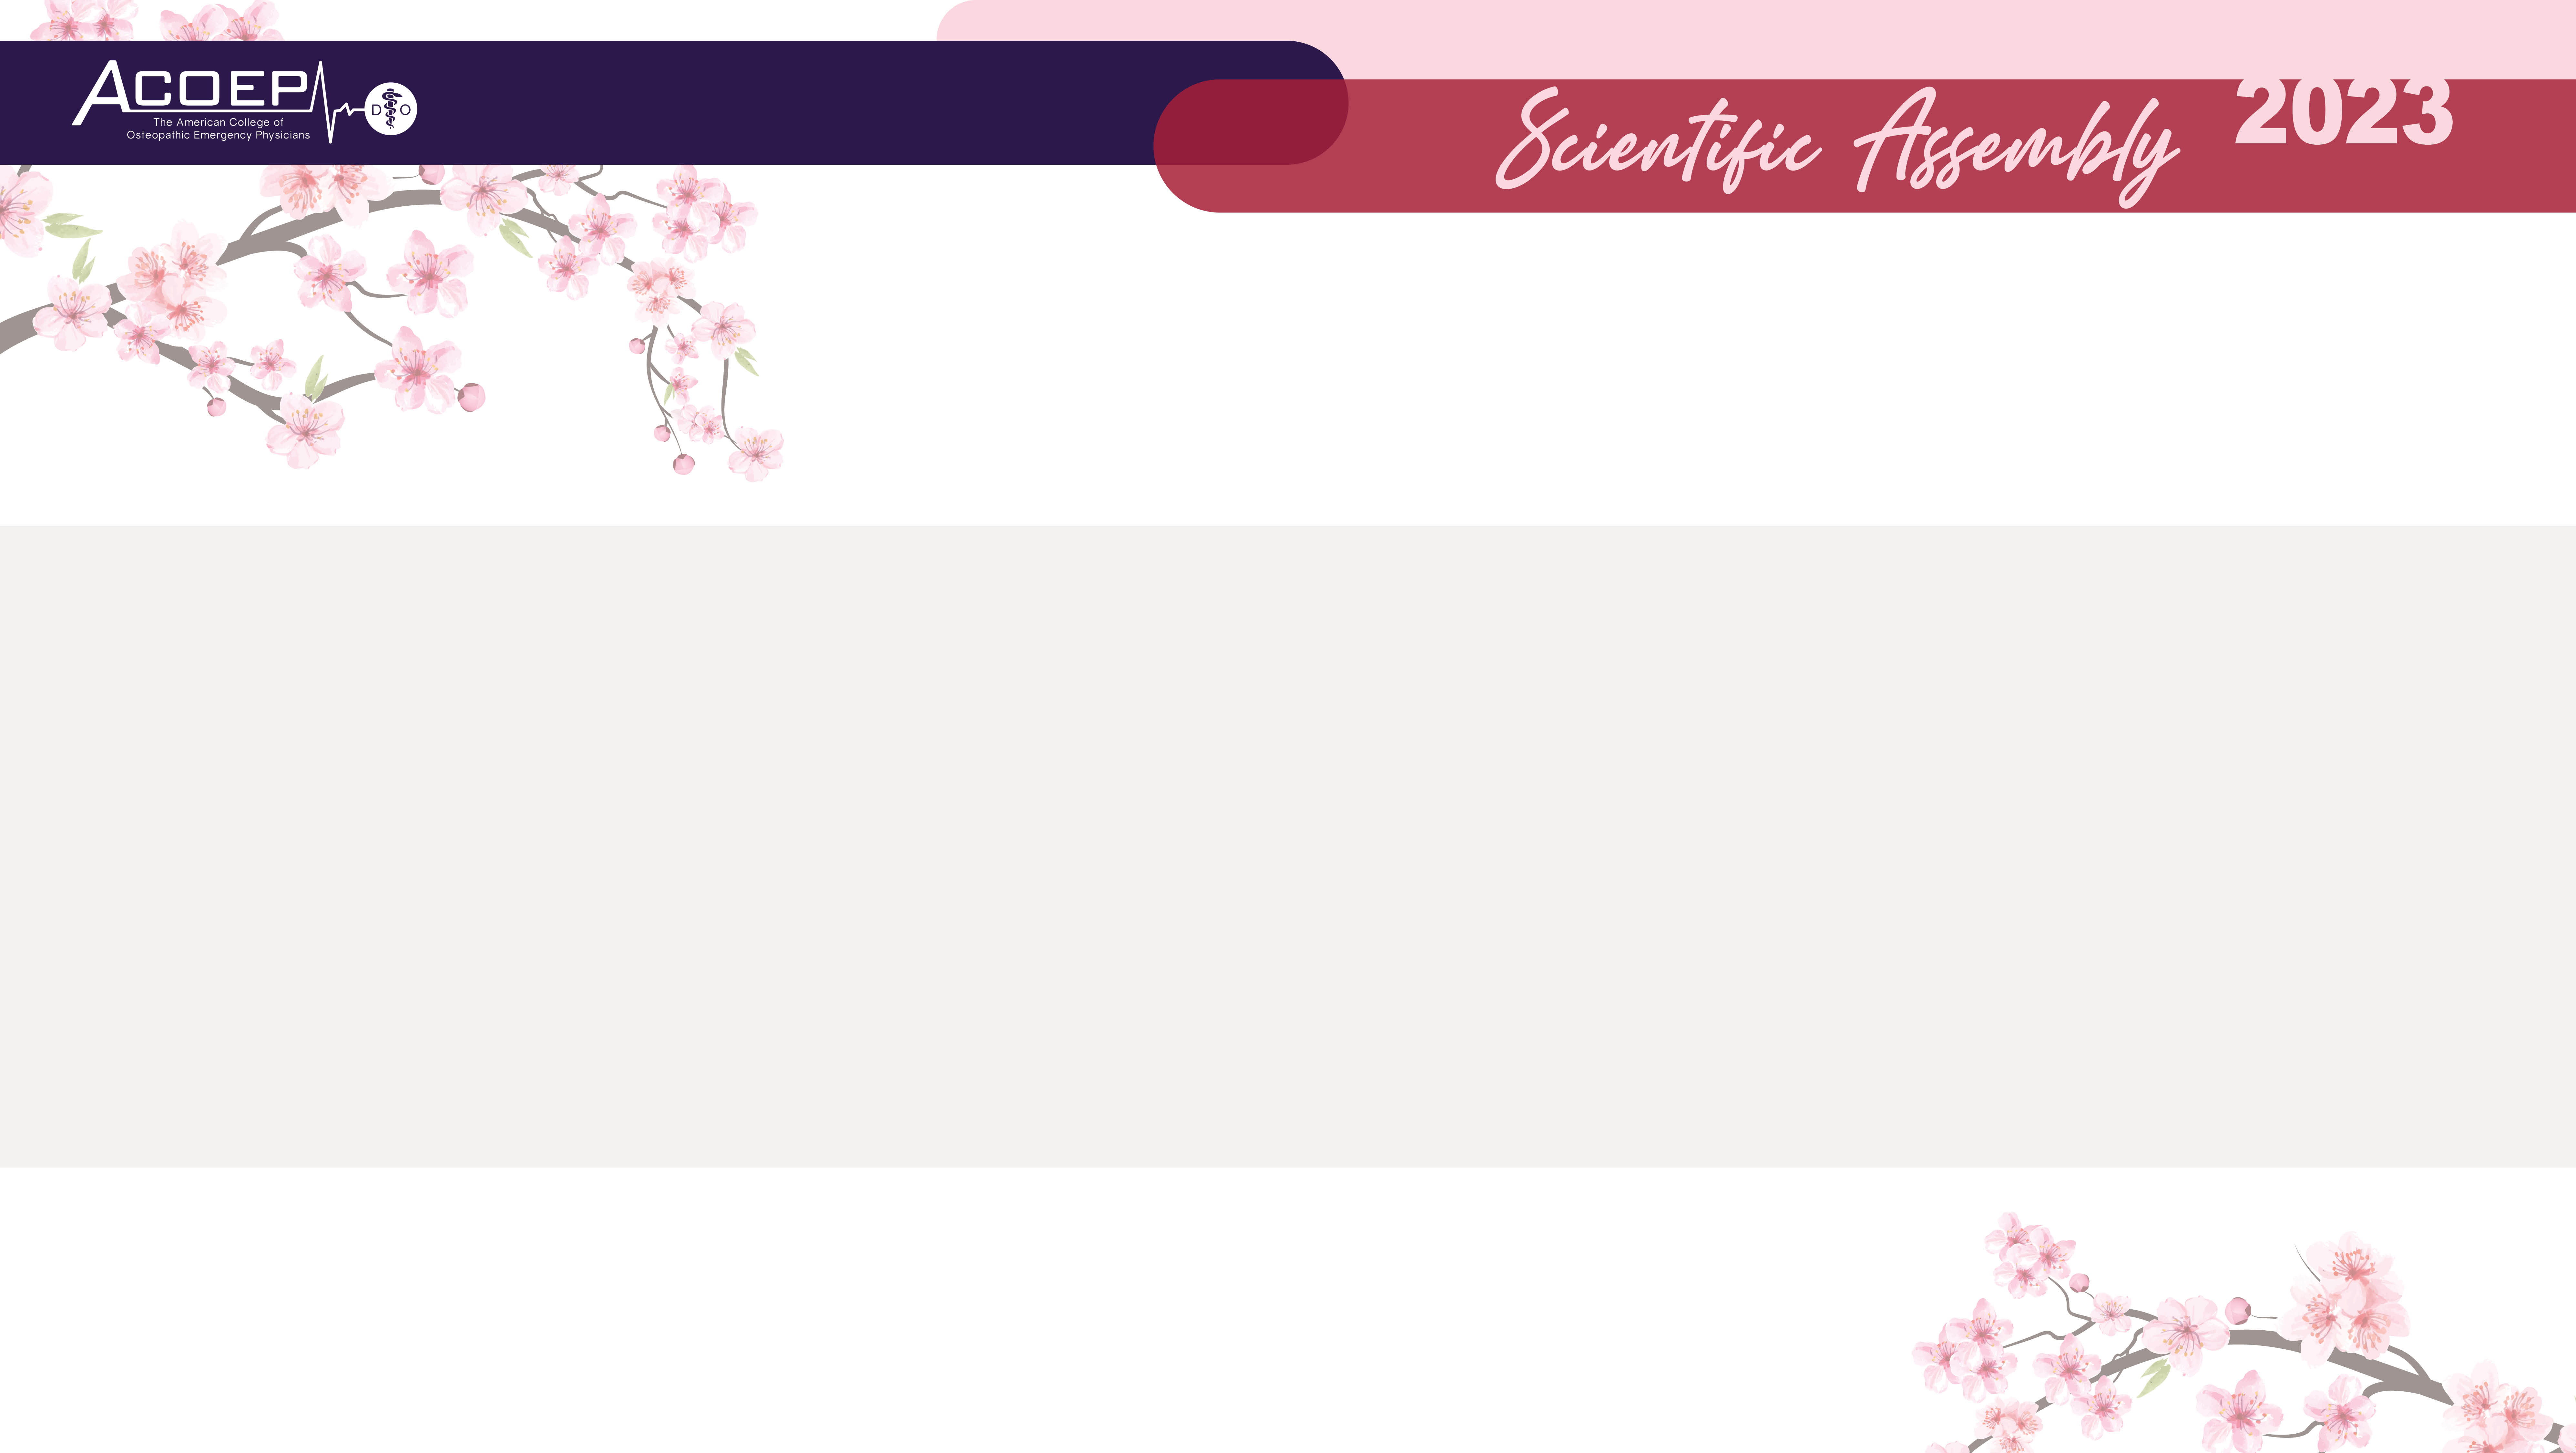 ACOEP
The American College of
Osteopathic Emergency Physicians
D O
Scientific Assembly 2023